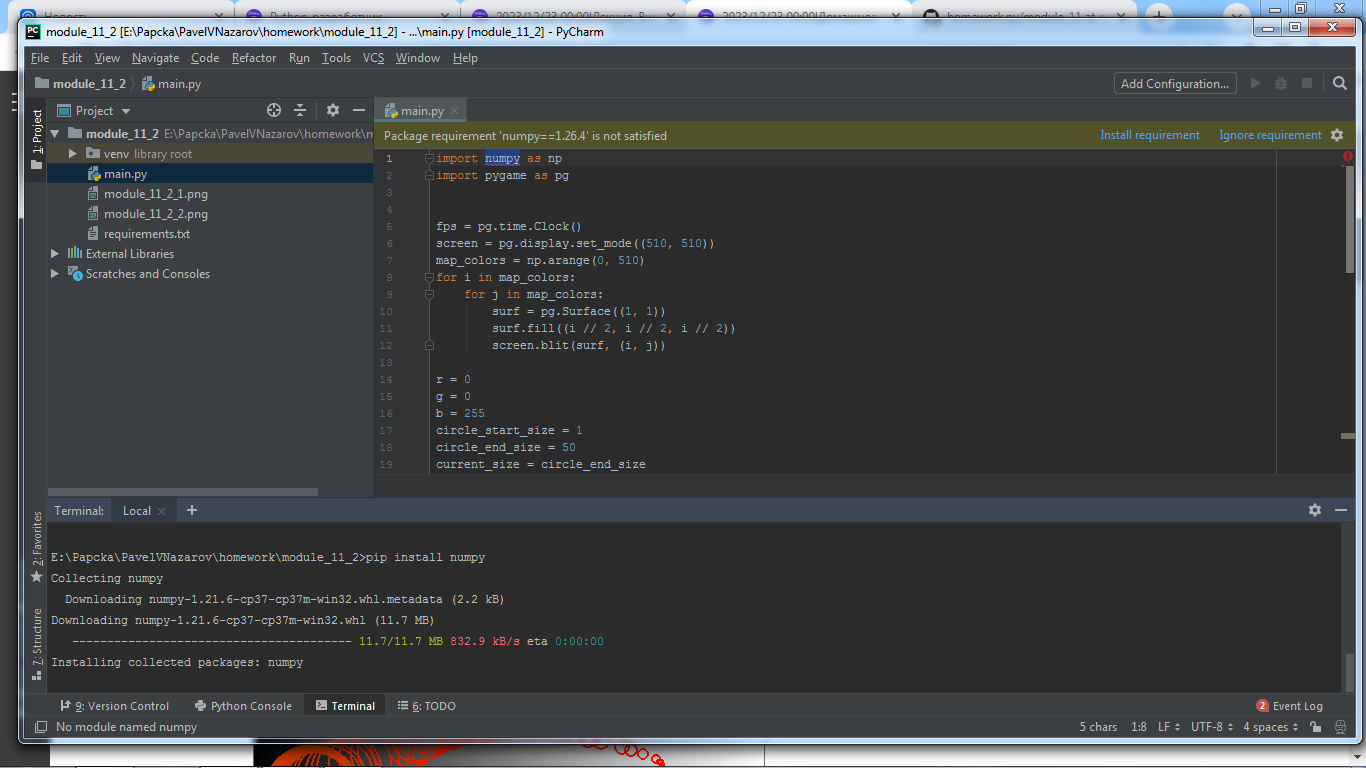 Новости
Python-разработчик
2023/12/23 00:00|Лекция. Ви
2023/12/23 00:00|Домашнее
homework.py/module_11 at
module_11_2 [E:\Papcka\PavelVNazarov\homework\module_11_2] - ...\main.py [module_11_2] - PyCharm
File Edit View Navigate Code Refactor Run Tools VCS Window Help
module_11_2 main.py
Add Configuration...
Project
main.py
1: Project
module_11_2 E:\Papcka\PavelVNazarov\homework\m
venv library root
main.py
module_11_2_1.png
module_11_2_2.png
requirements.txt
External Libraries
Scratches and Consoles
Package requirement 'numpy==1.26.4' is not satisfied
Install requirement Ignore requirement
1 import numpy as np
2 import pygame as pg
3
4
5 fps = pg.time.Clock()
6 screen = pg.display.set_mode((510, 510))
7 map_colors = np.arange(0, 510)
8 for i in map_colors:
9     for j in map_colors:
10         surf = pg.Surface((1, 1))
11         surf.fill((i // 2, i // 2, i // 2))
12         screen.blit(surf, (i, j))
13
14 r = 0
15 g = 0
16 b = 255
17 circle_start_size = 1
18 circle_end_size = 50
19 current_size = circle_end_size
2: Favorites
7: Structure
Terminal: Local +
E:\Papcka\PavelVNazarov\homework\module_11_2>pip install numpy
Collecting numpy
  Downloading numpy-1.21.6-cp37-cp37m-win32.whl.metadata (2.2 kB)
Downloading numpy-1.21.6-cp37-cp37m-win32.whl (11.7 MB)
   ---------------------------------------- 11.7/11.7 MB 832.9 kB/s eta 0:00:00
Installing collected packages: numpy
9: Version Control Python Console Terminal 6: TODO
2 Event Log
No module named numpy
5 chars 1:8 LF UTF-8 4 spaces